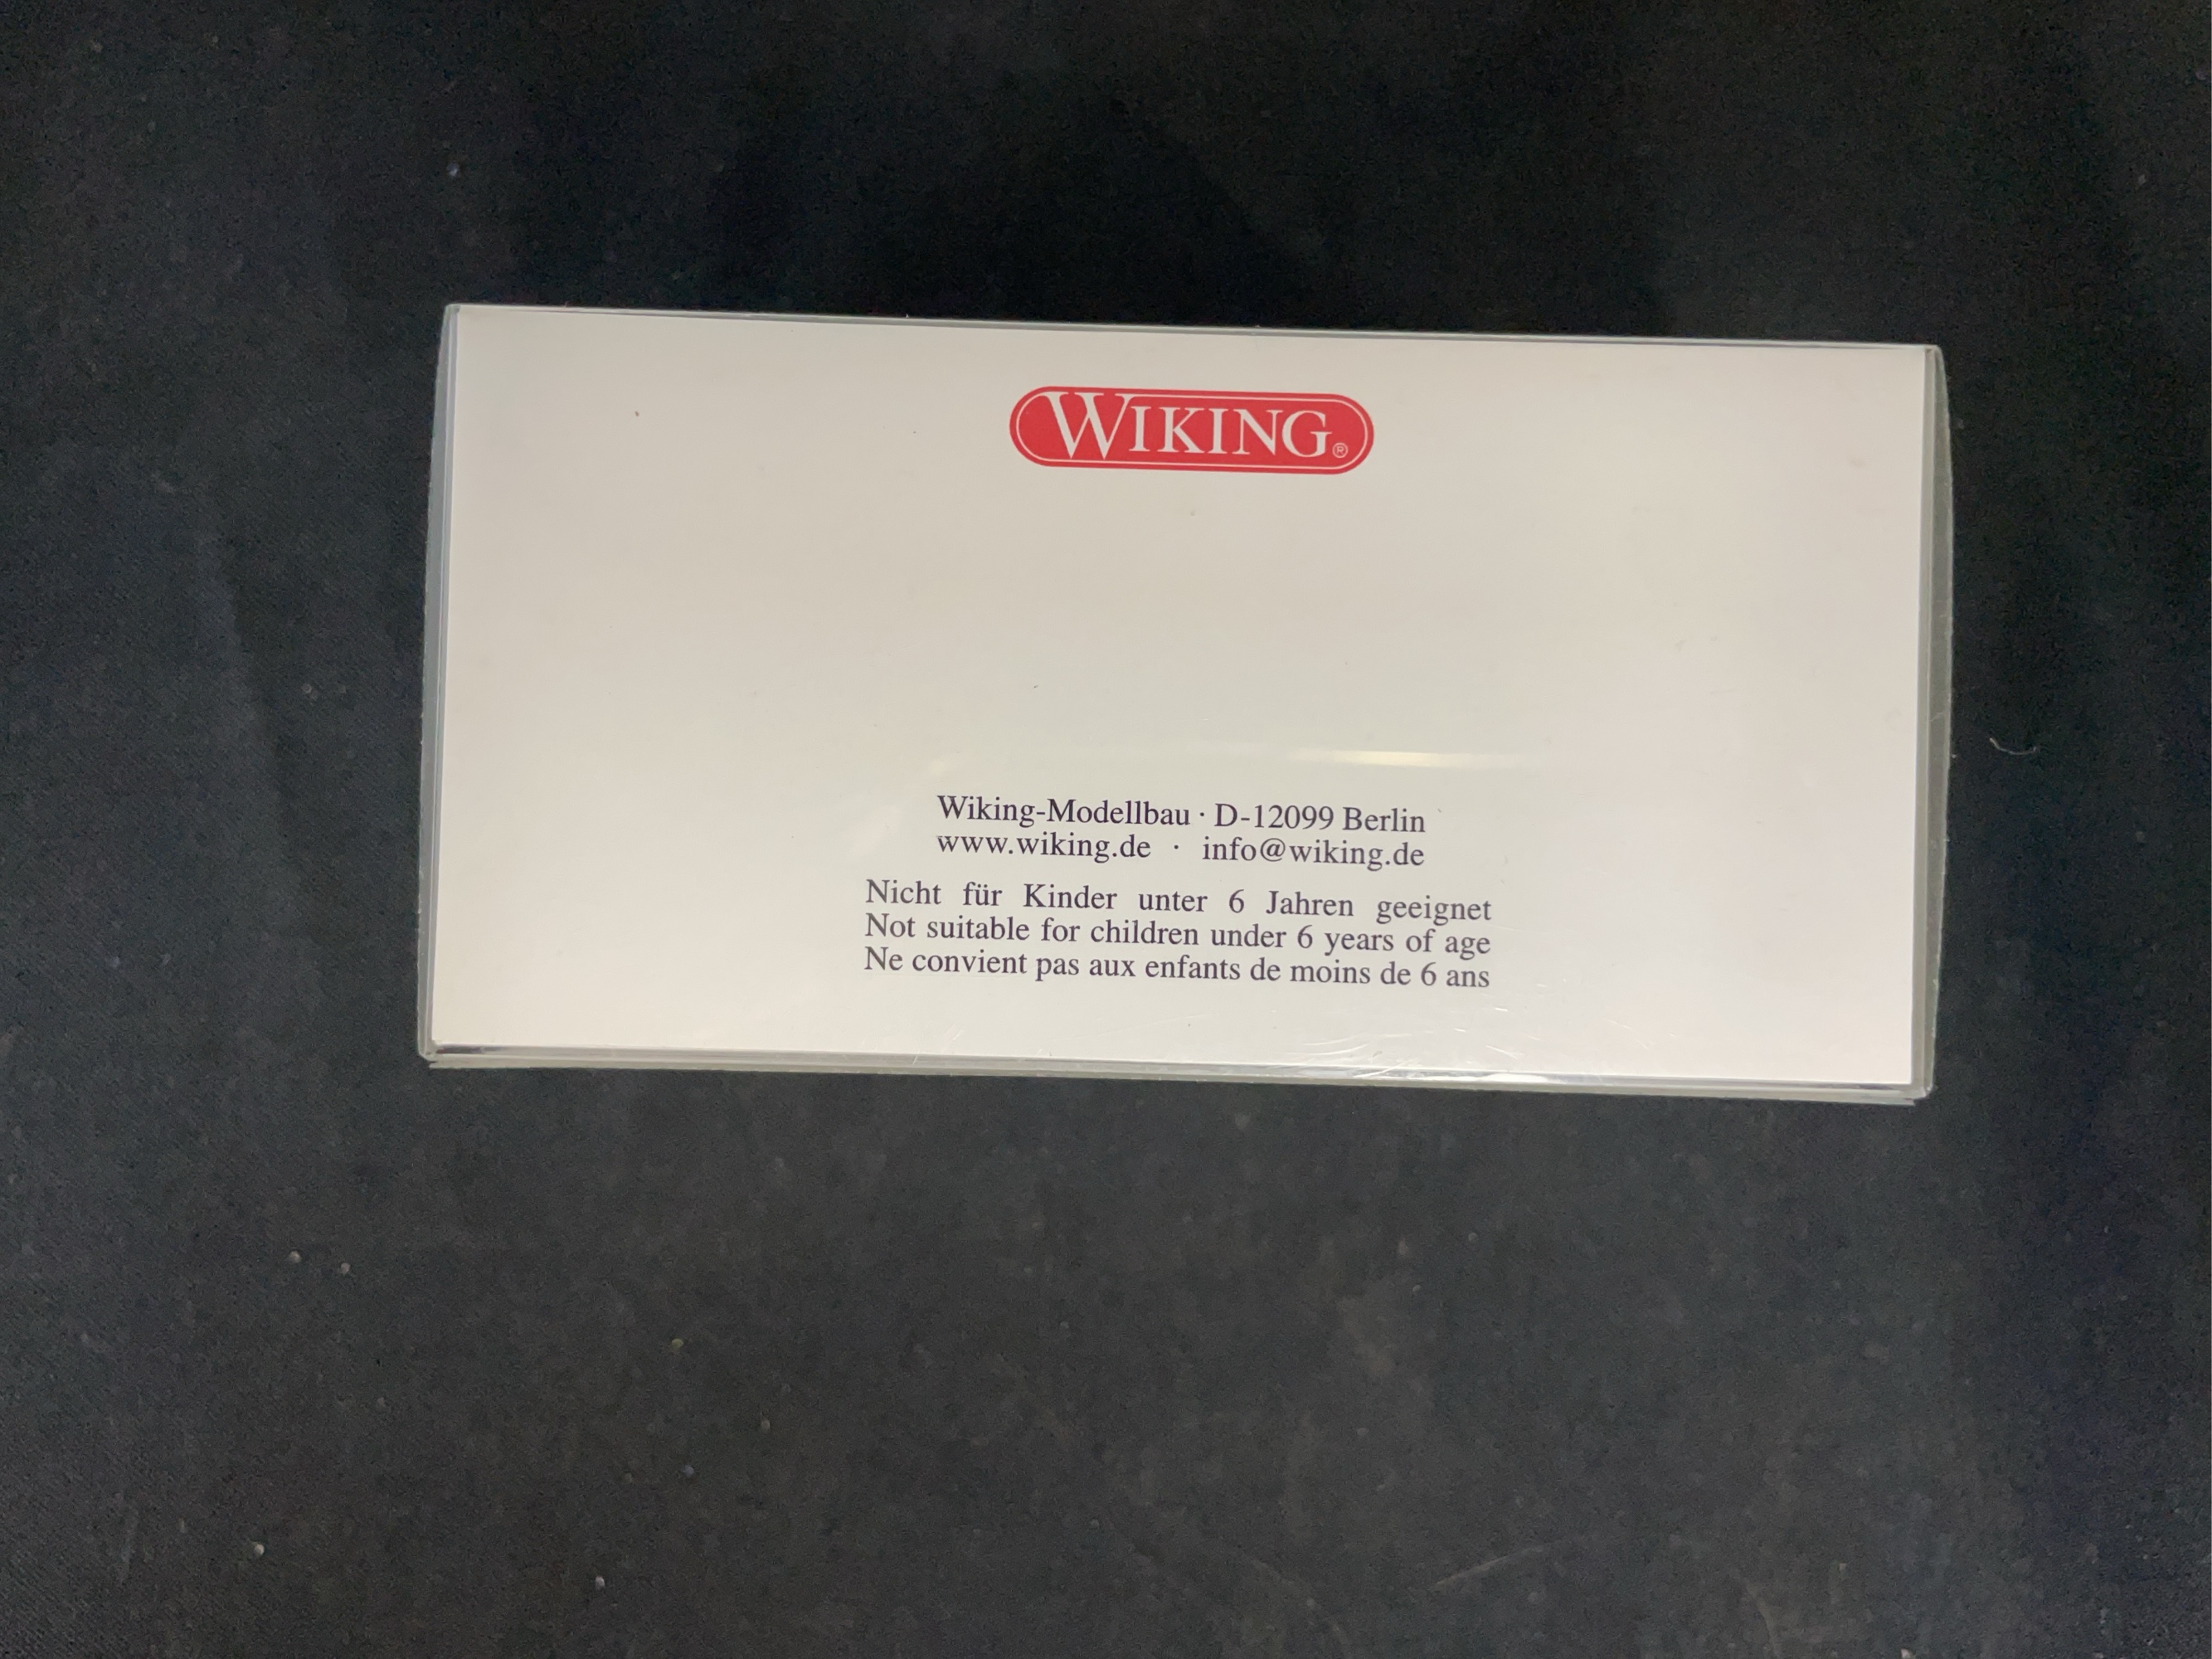 WIKING®
Wiking-Modellbau · D-12099 Berlin
www.wiking.de · info@wiking.de
Nicht für Kinder unter 6 Jahren geeignet
Not suitable for children under 6 years of age
Ne convient pas aux enfants de moins de 6 ans